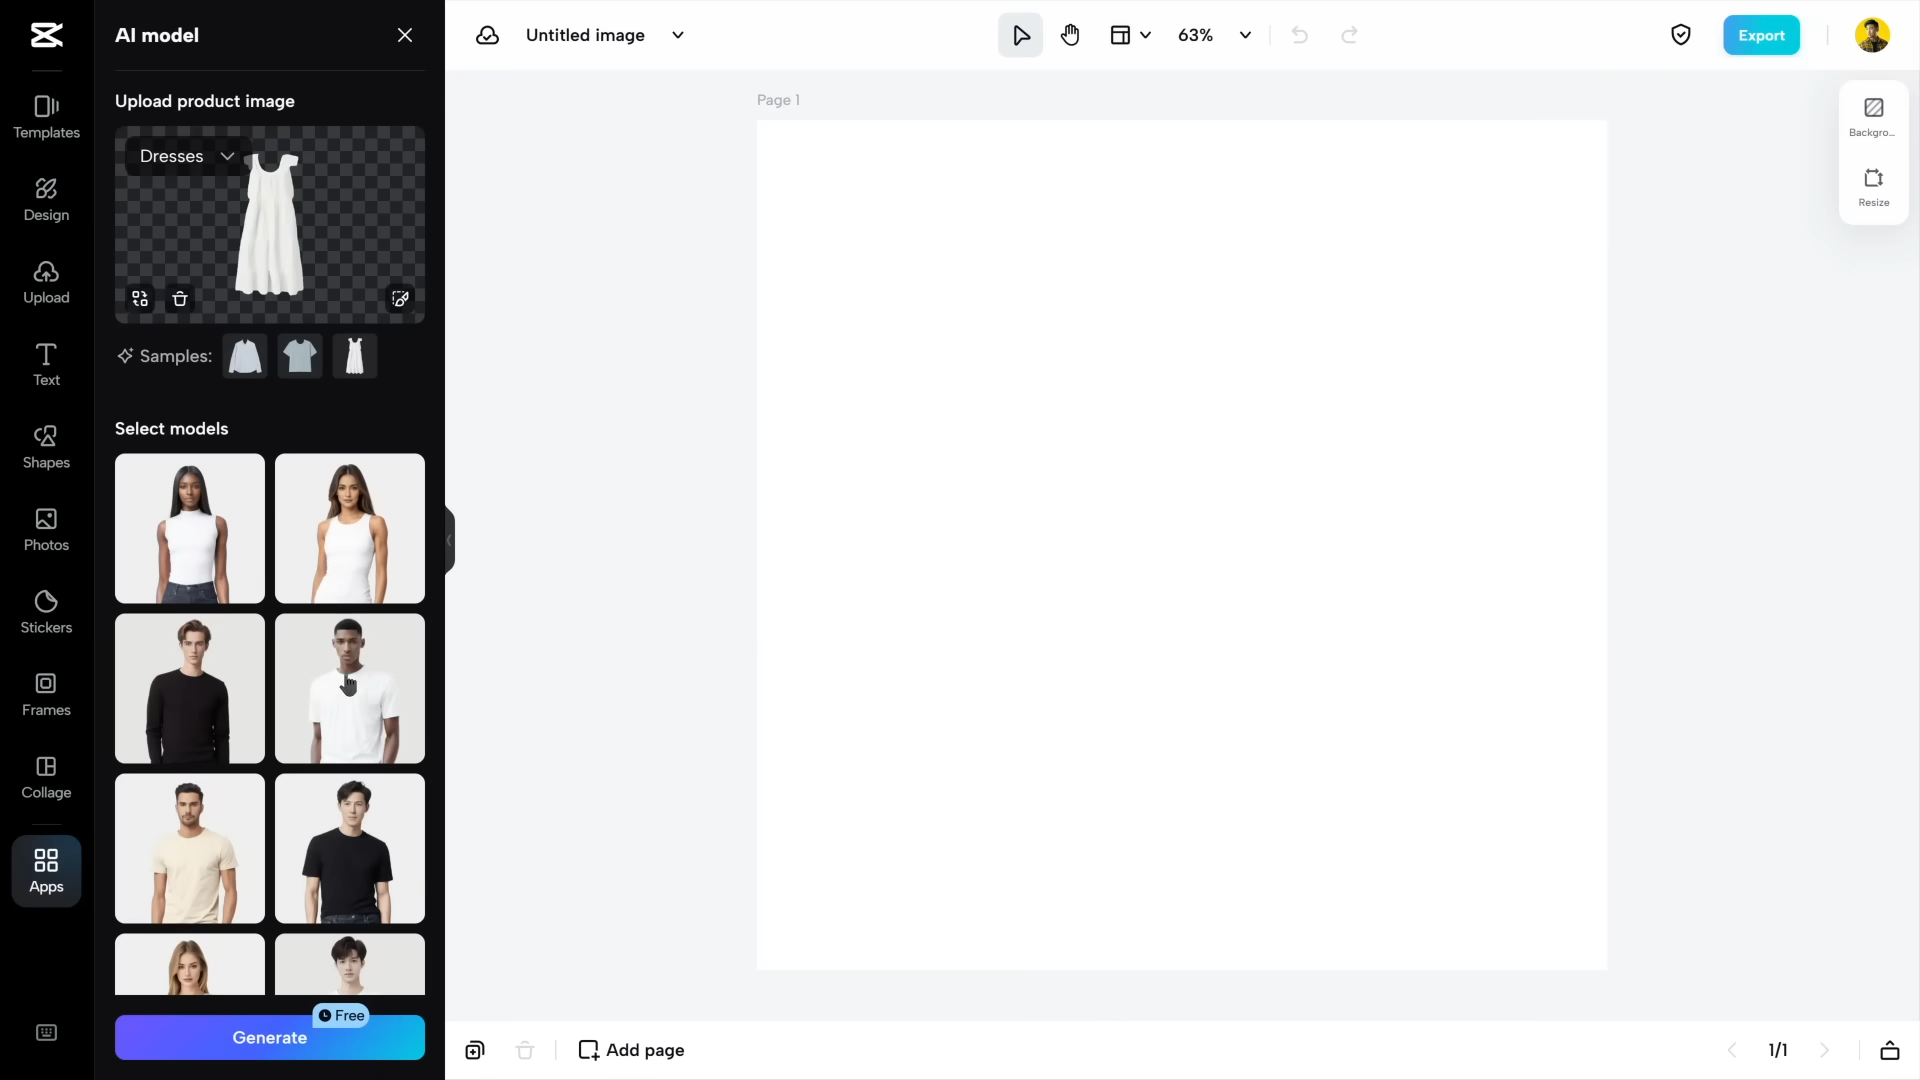 AI model
Untitled image
63%
Export
Upload product image
Page 1
Dresses
Backgro...
Resize
Templates
Design
Upload
Text
Shapes
Photos
Stickers
Frames
Collage
Apps
Samples:
Select models
Free
Generate
Add page
1/1